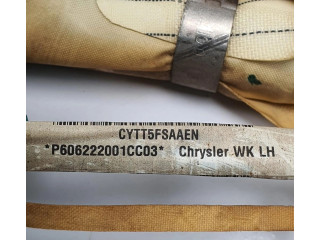 CYTT5FSAAEN
*P606222001CC03* Chrysler WK LH